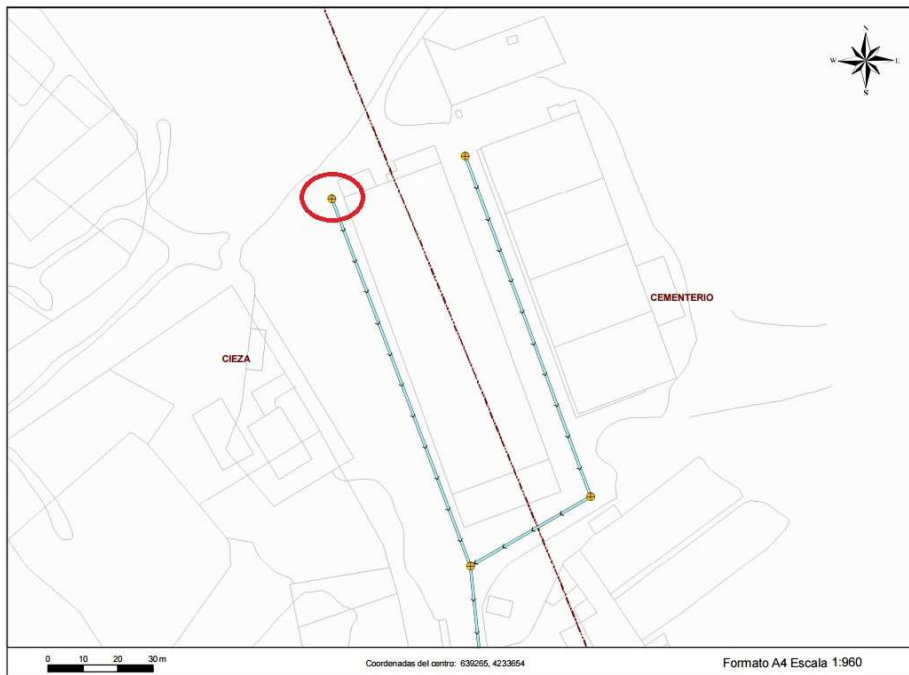 N
W
E
S
CEMENTERIO
CIEZA
0 10 20 30 m
Coordenadas del centro: 639265, 4233654
Formato A4 Escala 1:960